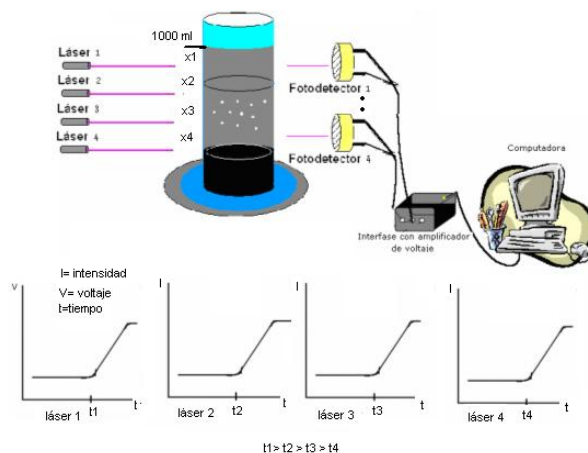 1000 ml
x1
Láser 1
x2
Láser 2
x3
Láser 3
x4
Láser 4
Fotodetector 1
Fotodetector 4
Computadora
Interfase con amplificador
de voltaje
I= intensidad
V= voltaje
t=tiempo
V
láser 1
t1
t
I
láser 2
t2
t
I
láser 3
t3
t
I
láser 4
t4
t
t1> t2 > t3 > t4